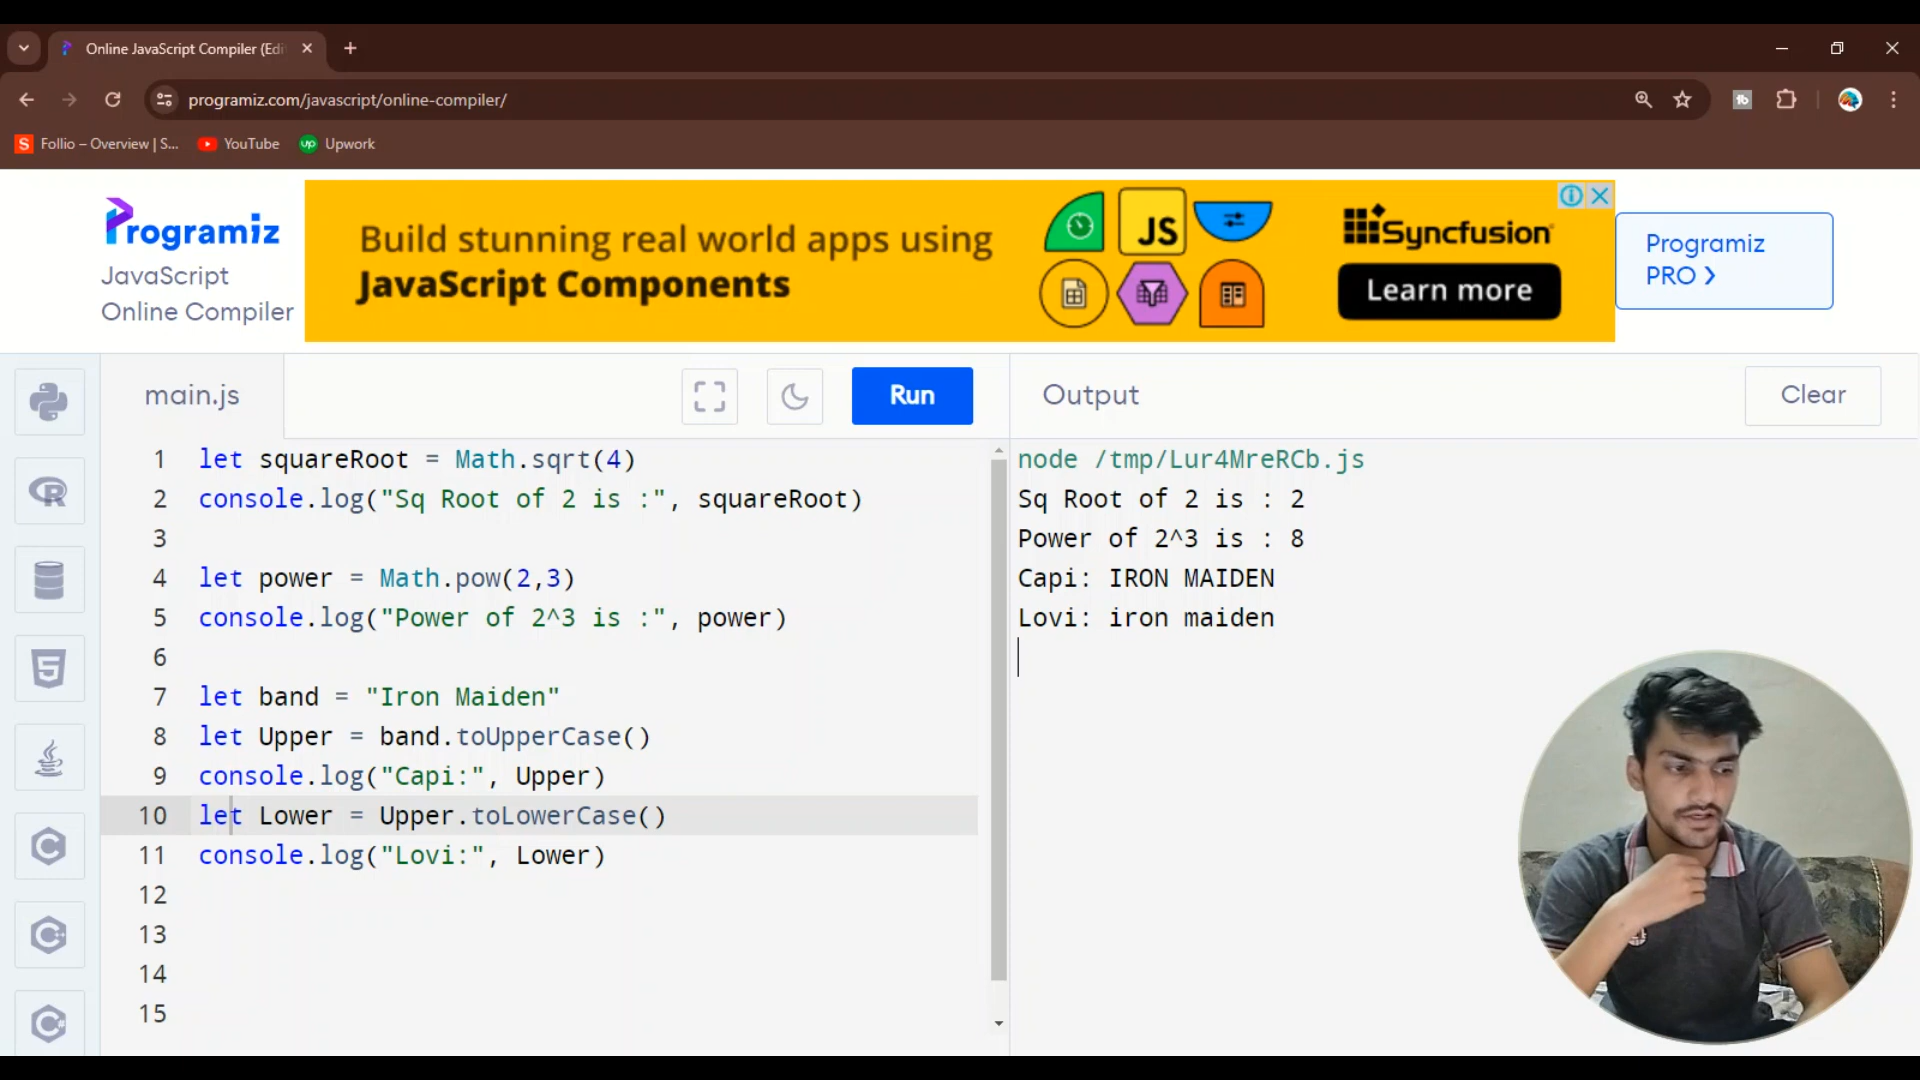 Online JavaScript Compiler (Edi
programiz.com/javascript/online-compiler/
Follio – Overview | S...
YouTube
up
Upwork
Programiz
JavaScript
Online Compiler
Build stunning real world apps using
JavaScript Components
JS
Syncfusion
Learn more
Programiz
PRO
main.js
Run
Output
Clear
1 let squareRoot = Math.sqrt(4)
2 console.log("Sq Root of 2 is :", squareRoot)
3
4 let power = Math.pow(2,3)
5 console.log("Power of 2^3 is :", power)
6
7 let band = "Iron Maiden"
8 let Upper = band.toUpperCase()
9 console.log("Capi:", Upper)
10 let Lower = Upper.toLowerCase()
11 console.log("Lovi:", Lower)
12
13
14
15
node /tmp/Lur4MreRCb.js
Sq Root of 2 is : 2
Power of 2^3 is : 8
Capi: IRON MAIDEN
Lovi: iron maiden